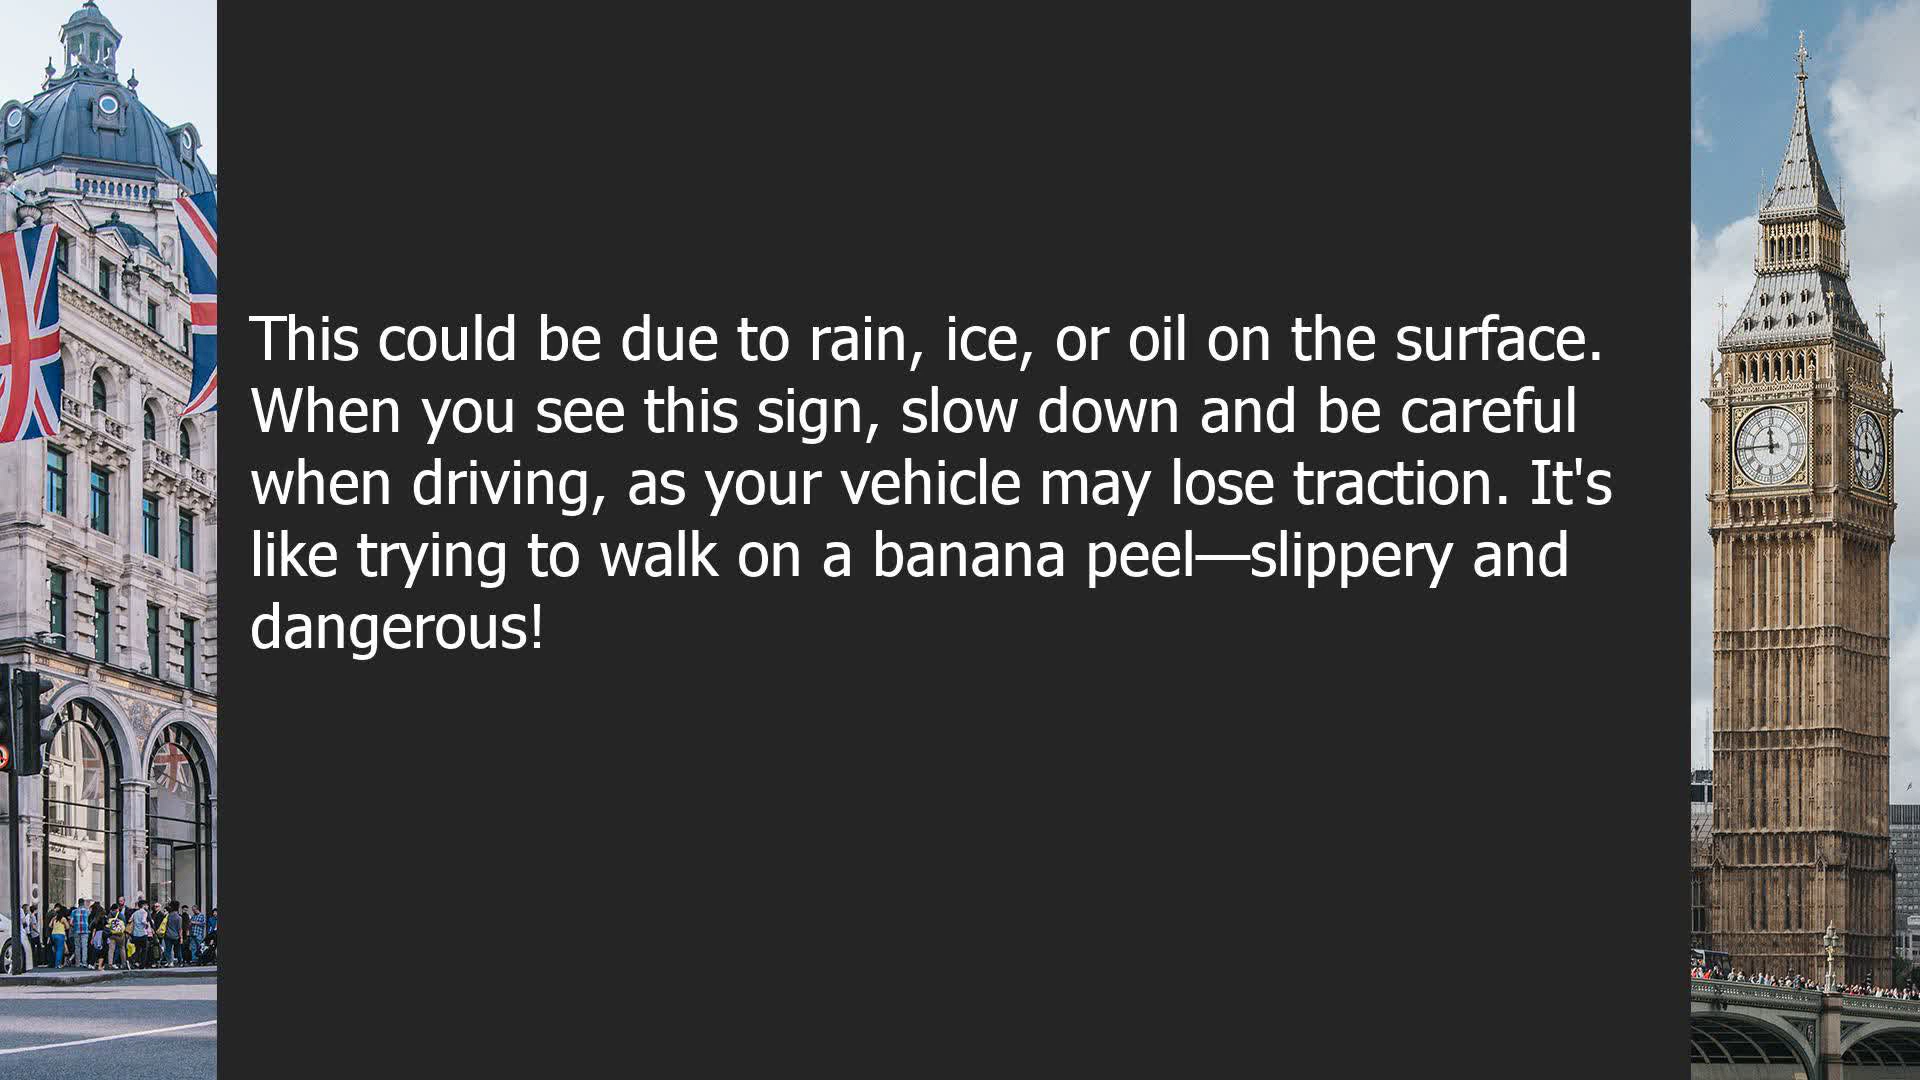 This could be due to rain, ice, or oil on the surface.
When you see this sign, slow down and be careful
when driving, as your vehicle may lose traction. It's
like trying to walk on a banana peel—slippery and
dangerous!